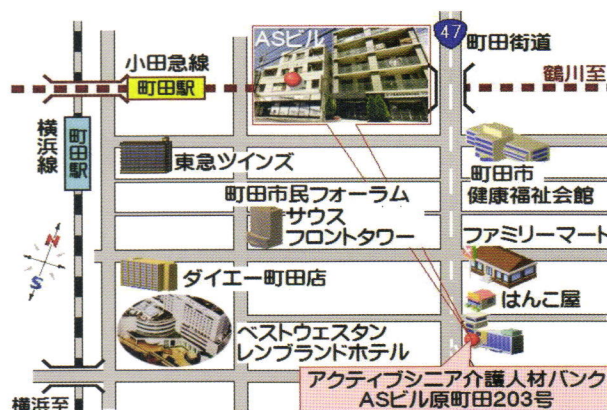 ASビル
47
町田街道
小田急線
町田駅
鶴川至
横浜線
町田駅
東急ツインズ
町田市
健康福祉会館
町田市民フォーラム
サウス
フロントタワー
ファミリーマート
N
S
ダイエー町田店
はんこ屋
ベストウェスタン
レンブランドホテル
アクティブシニア介護人材バンク
ASビル原町田203号
横浜至